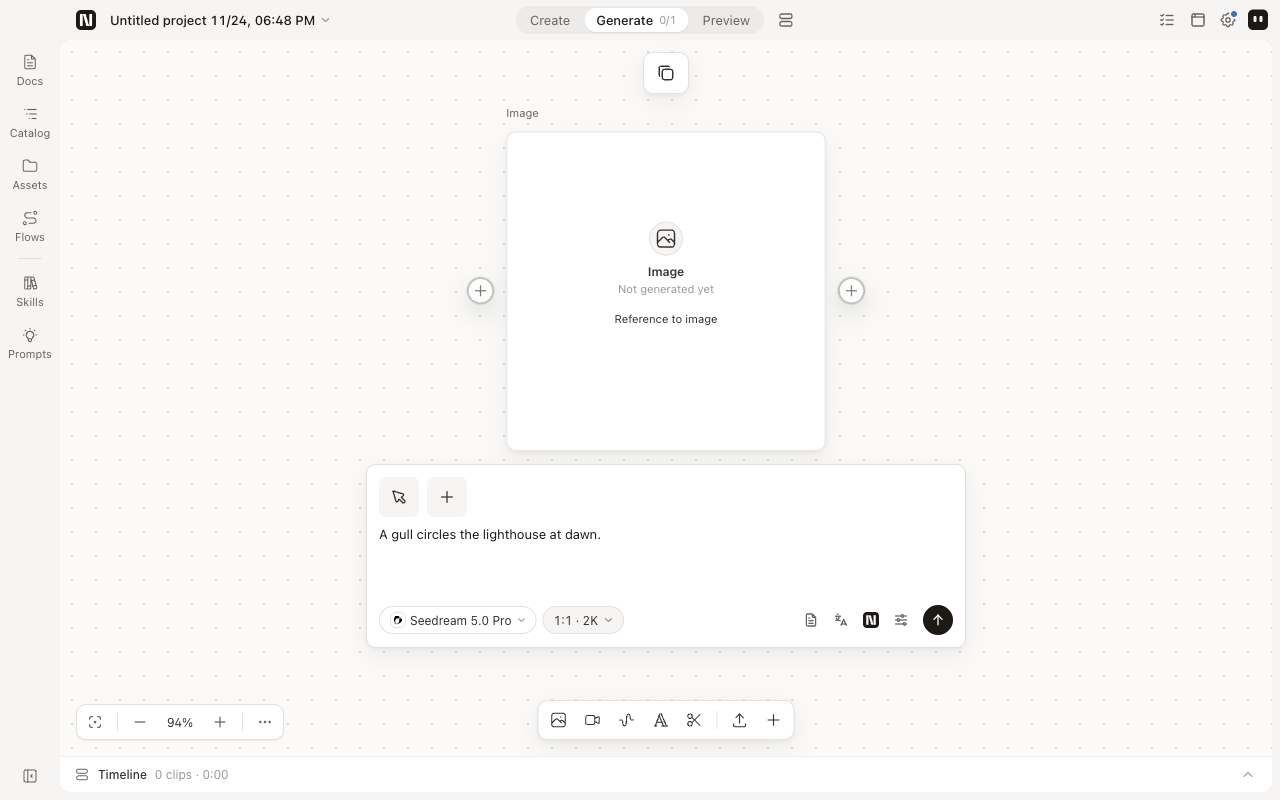 Untitled project 11/24, 06:48 PM
Create
Generate 0/1
Preview
Docs
Catalog
Assets
Flows
Skills
Prompts
Image
Image
Not generated yet
Reference to image
A gull circles the lighthouse at dawn.
Seedream 5.0 Pro
1:1 · 2K
94%
Timeline 0 clips · 0:00